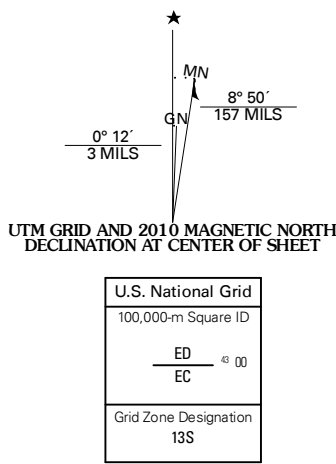 ★
MN
GN
8° 50´
157 MILS
0° 12´
3 MILS
UTM GRID AND 2010 MAGNETIC NORTH
DECLINATION AT CENTER OF SHEET
U.S. National Grid
100,000-m Square ID
ED
43 00
EC
Grid Zone Designation
13S